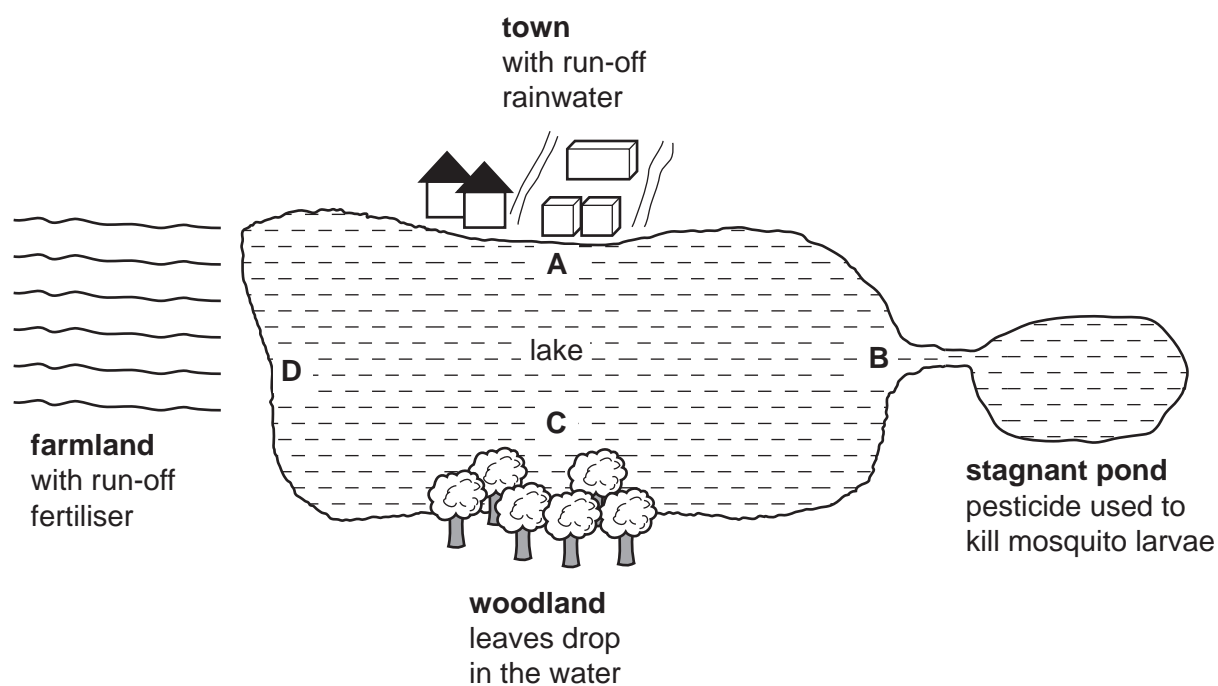 town
with run-off
rainwater
A
lake
B
D
C
farmland
with run-off
fertiliser
stagnant pond
pesticide used to
kill mosquito larvae
woodland
leaves drop
in the water